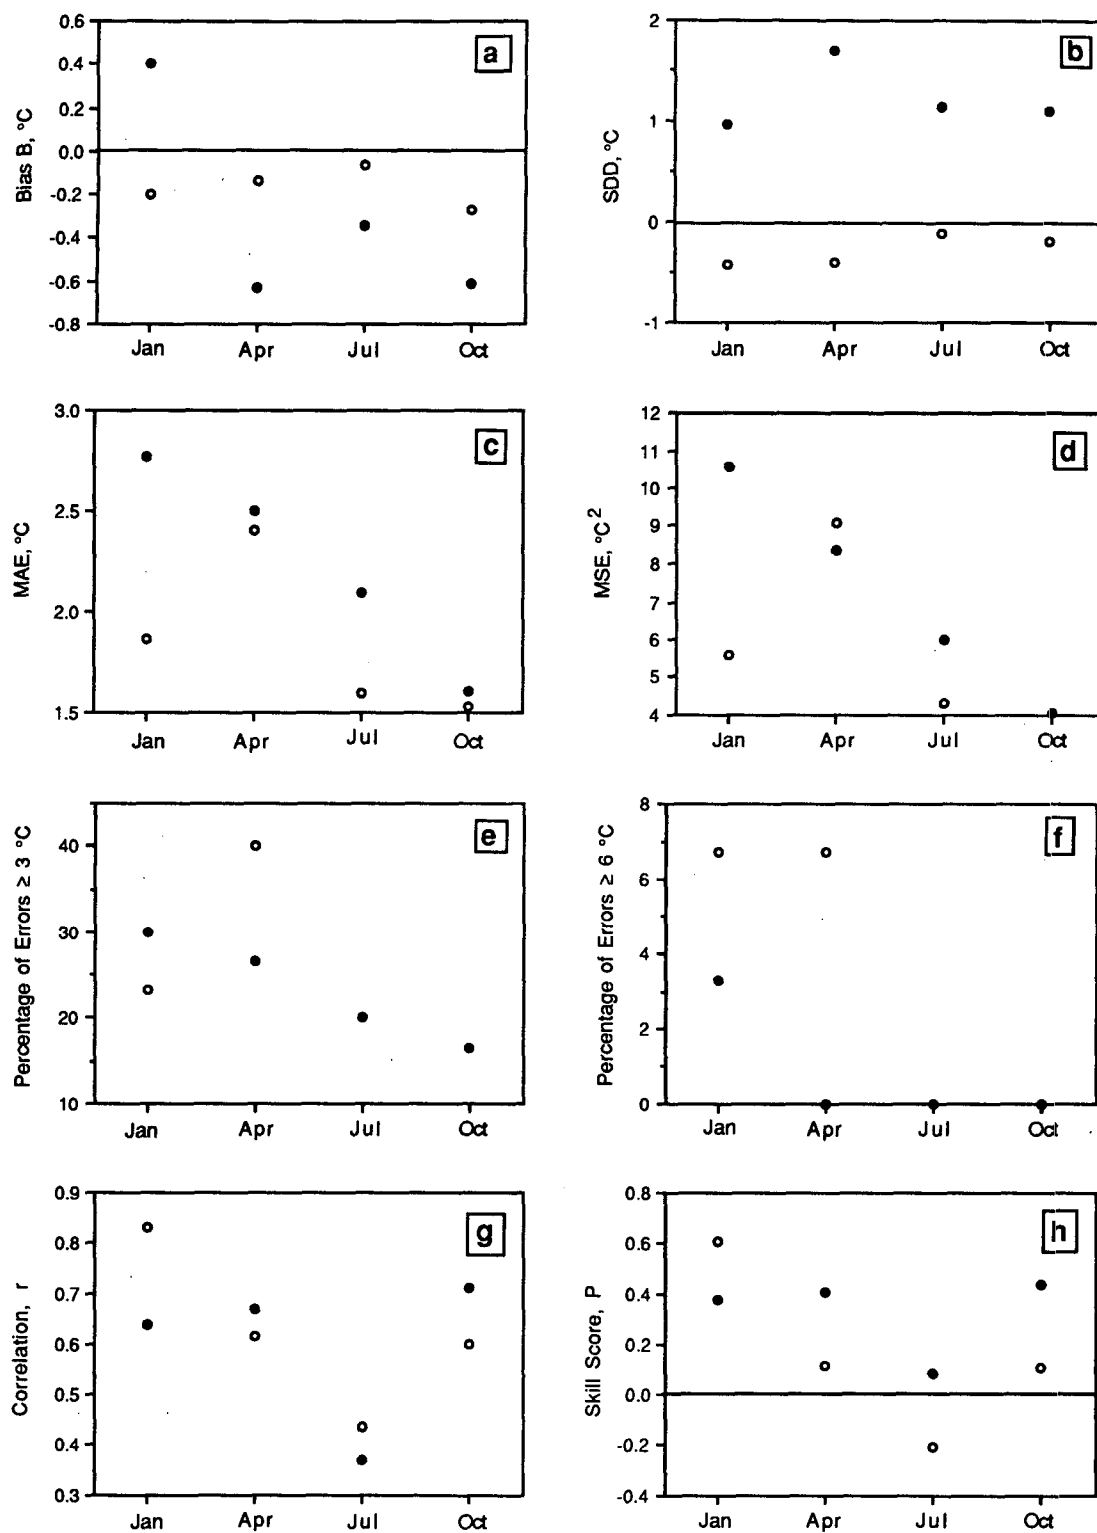 a
Bias B, °C
0.6
0.4
0.2
0.0
-0.2
-0.4
-0.6
-0.8
Jan Apr Jul Oct
b
SDD, °C
2
1
0
-1
Jan Apr Jul Oct
c
MAE, °C
3.0
2.5
2.0
1.5
Jan Apr Jul Oct
d
MSE, °C²
12
11
10
9
8
7
6
5
4
Jan Apr Jul Oct
e
Percentage of Errors ≥ 3 °C
40
30
20
10
Jan Apr Jul Oct
f
Percentage of Errors ≥ 6 °C
8
6
4
2
0
Jan Apr Jul Oct
g
Correlation, r
0.9
0.8
0.7
0.6
0.5
0.4
0.3
Jan Apr Jul Oct
h
Skill Score, P
0.8
0.6
0.4
0.2
0.0
-0.2
-0.4
Jan Apr Jul Oct